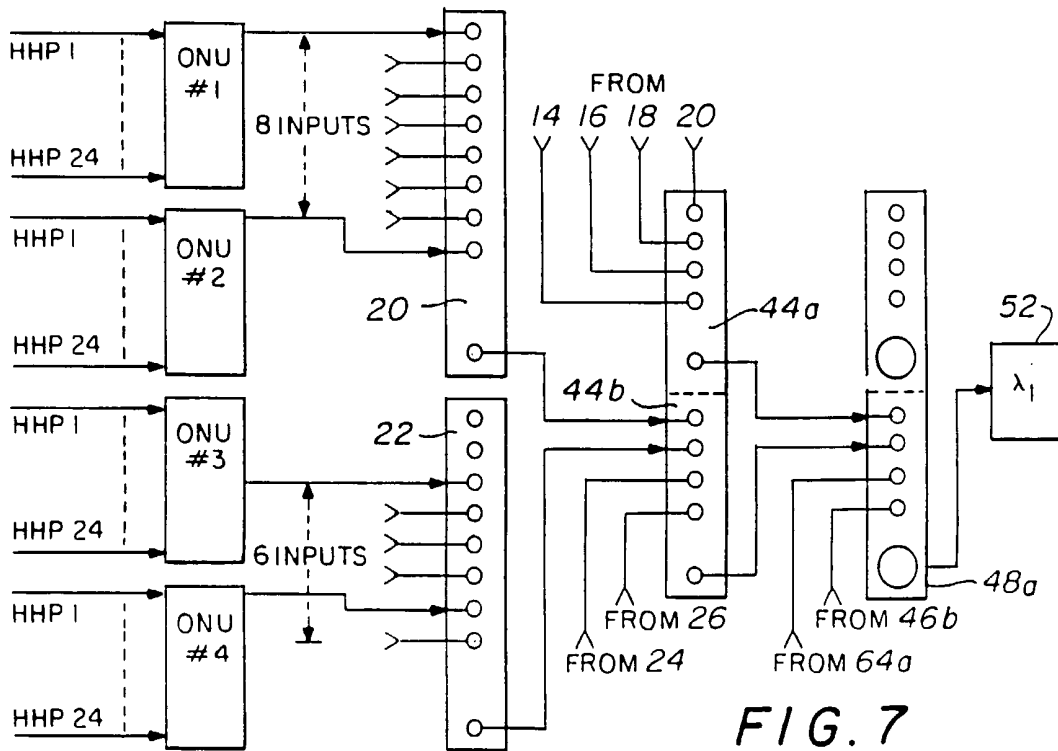 HHP 1
ONU
#1
HHP 24
8 INPUTS
HHP 1
ONU
#2
HHP 24
20
FROM
14 16 18 20
44a
44b
52
λ1
HHP 1
ONU
#3
HHP 24
22
6 INPUTS
HHP 1
ONU
#4
HHP 24
FROM 26
FROM 24
FROM 46b
FROM 64a
48a
FIG. 7